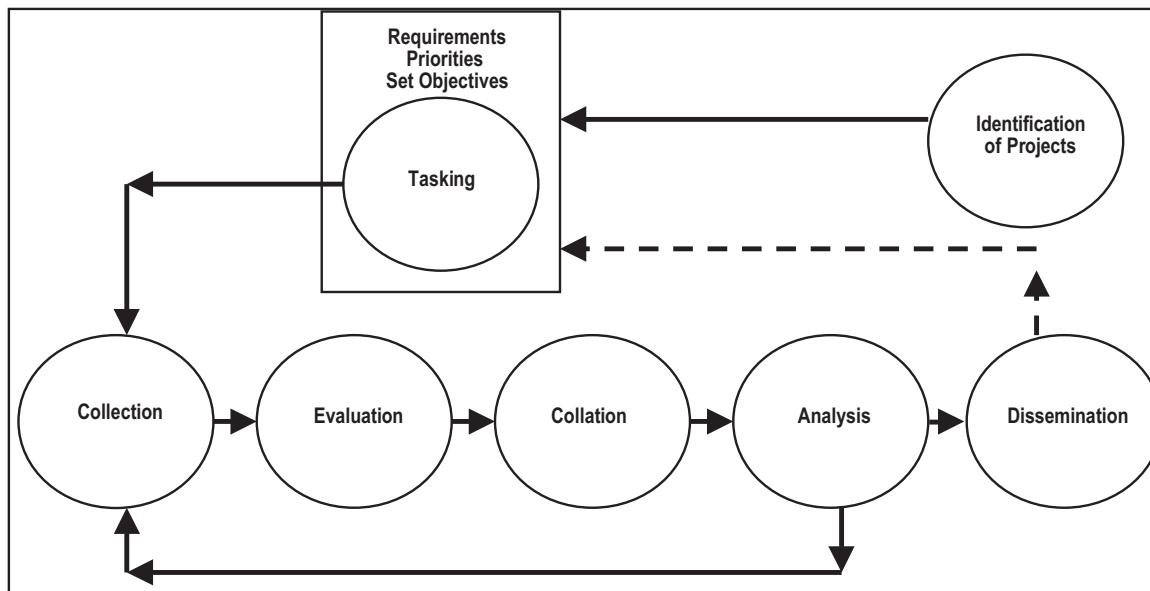 Requirements
Priorities
Set Objectives
Identification
of Projects
Tasking
Collection
Evaluation
Collation
Analysis
Dissemination